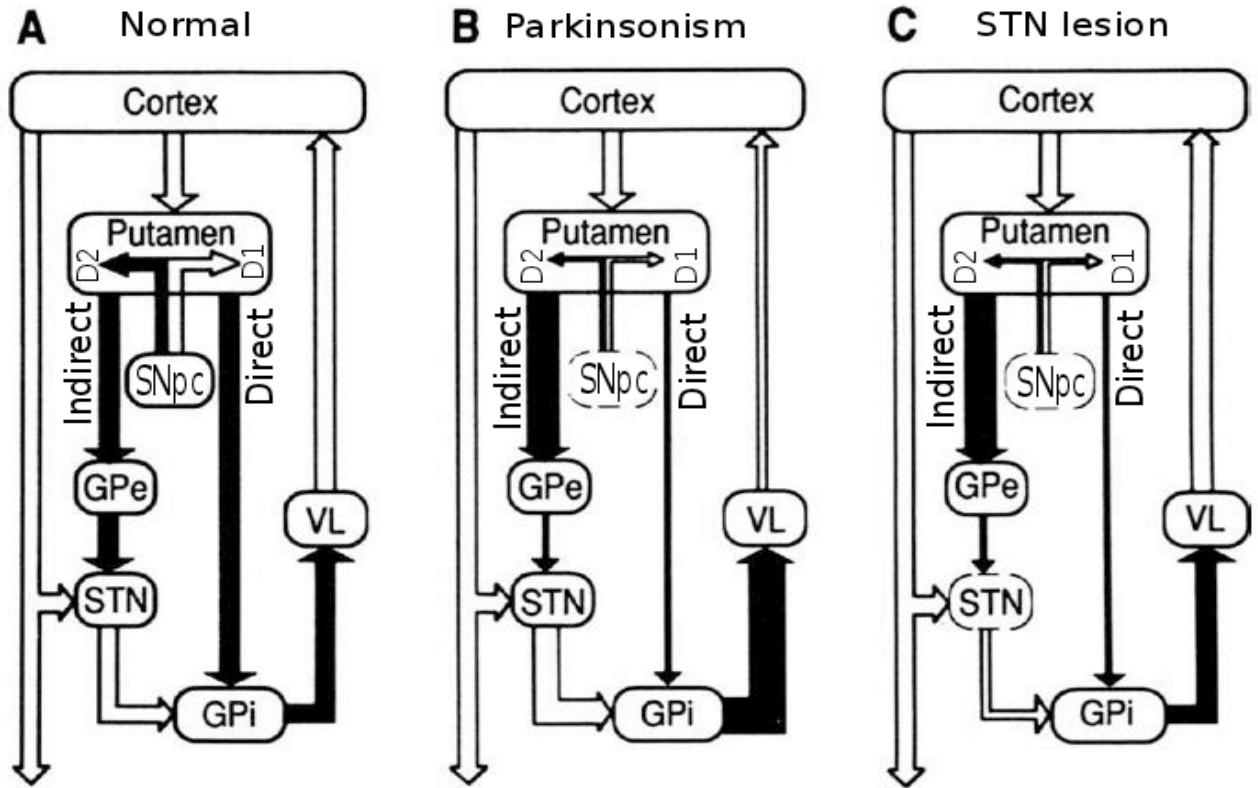 A Normal
Cortex
Putamen
D2
D1
Indirect
Direct
SNpc
GPe
VL
STN
GPi
B Parkinsonism
Cortex
Putamen
D2
D1
Indirect
Direct
SNpc
GPe
VL
STN
GPi
C STN lesion
Cortex
Putamen
D2
D1
Indirect
Direct
SNpc
GPe
VL
STN
GPi